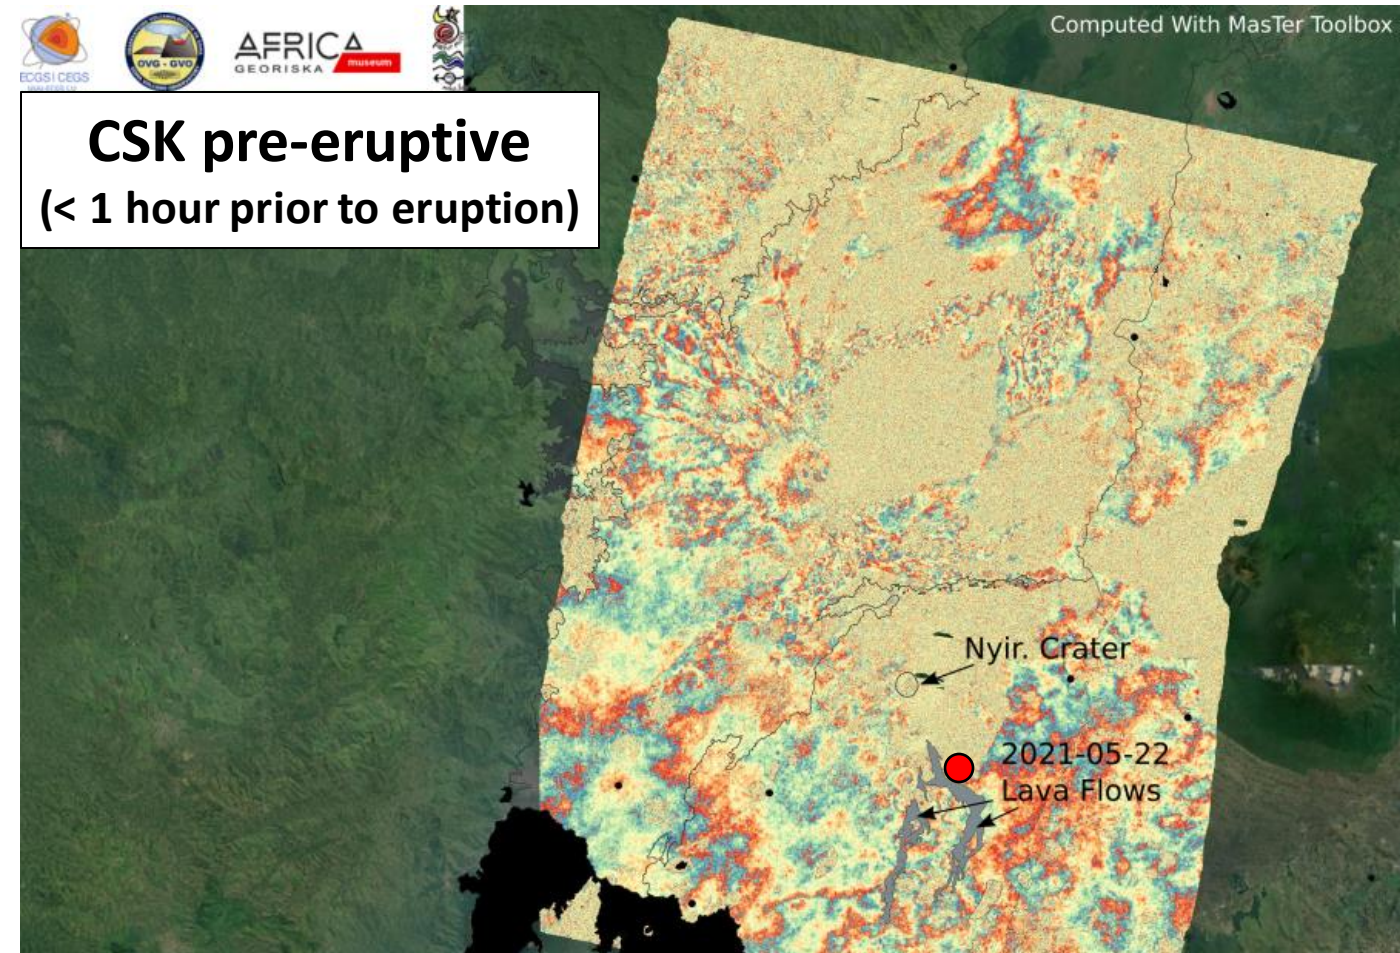 Computed With MasTer Toolbox
ECGS|CEGS
OVG - GVO
AFRICA
museum
GEORISKA
CSK pre-eruptive
(< 1 hour prior to eruption)
Nyir. Crater
2021-05-22
Lava Flows